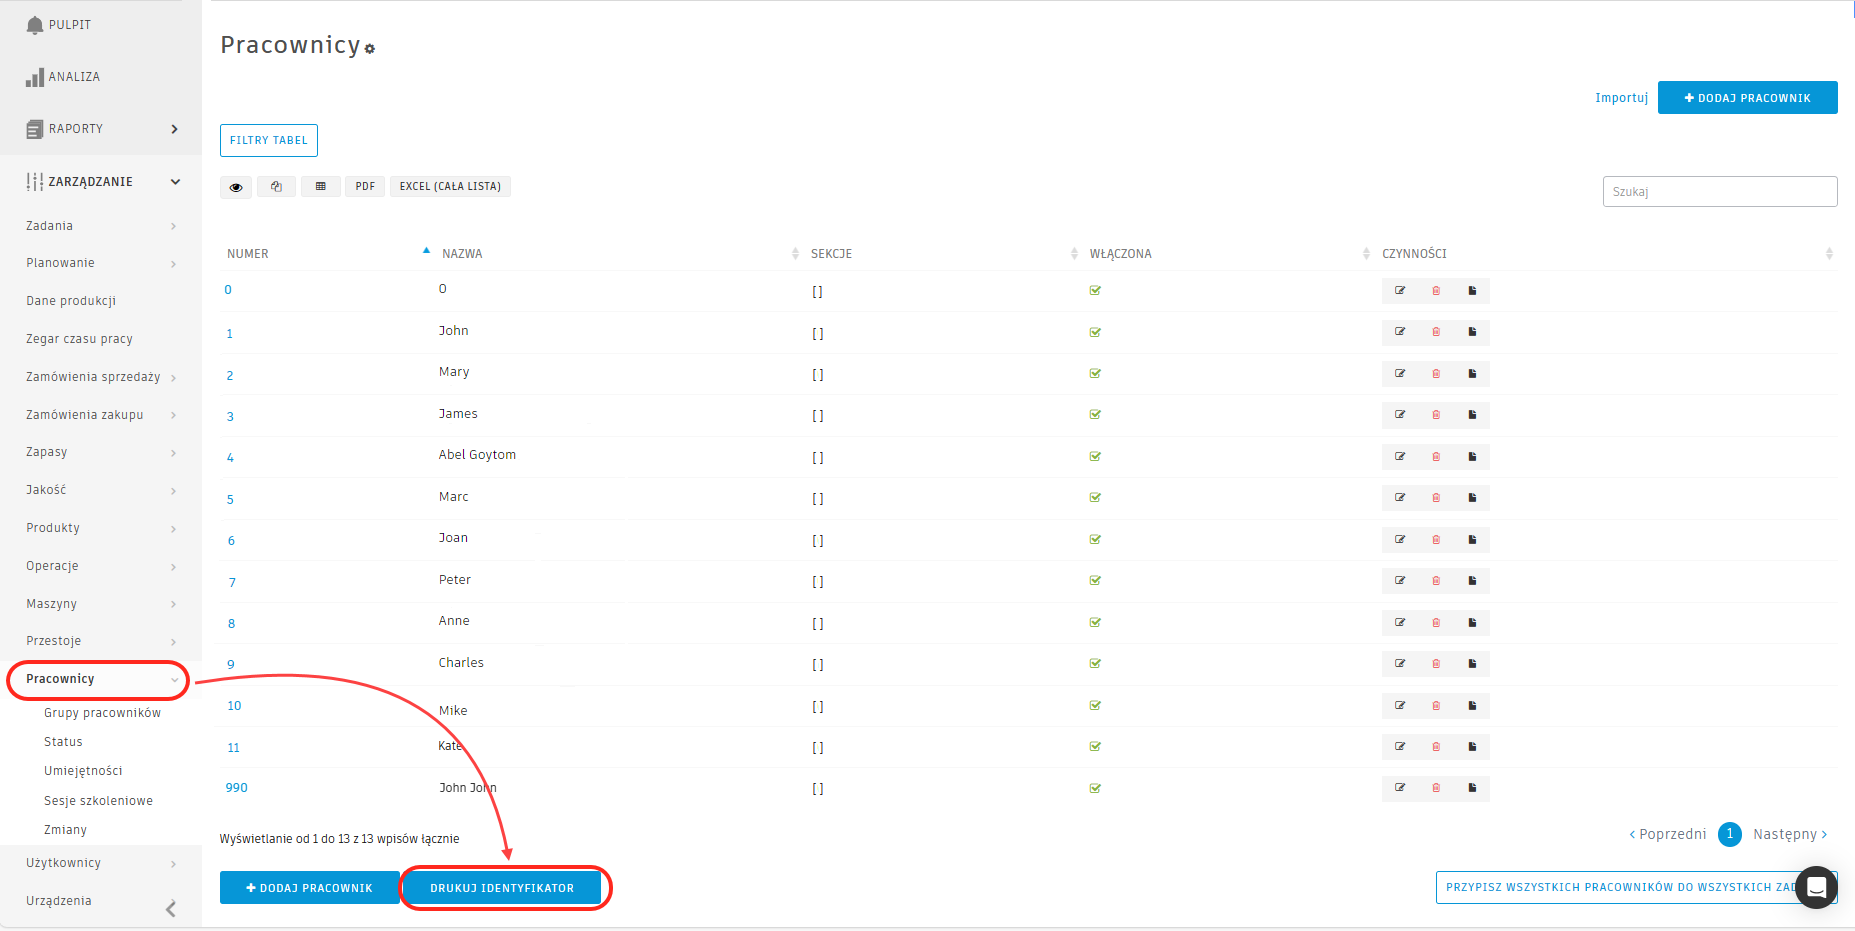 PULPIT
ANALIZA
RAPORTY
ZARZĄDZANIE
Zadania
Planowanie
Dane produkcji
Zegar czasu pracy
Zamówienia sprzedaży
Zamówienia zakupu
Zapasy
Jakość
Produkty
Operacje
Maszyny
Przestoje
Pracownicy
Grupy pracowników
Status
Umiejętności
Sesje szkoleniowe
Zmiany
Użytkownicy
Urządzenia
Pracownicy
Importuj
DODAJ PRACOWNIK
FILTRY TABEL
PDF EXCEL (CAŁA LISTA)
Szukaj
NUMER NAZWA SEKCJE WŁĄCZONA CZYNNOŚCI
0 0 [ ]
1 John [ ]
2 Mary [ ]
3 James [ ]
4 Abel Goytom [ ]
5 Marc [ ]
6 Joan [ ]
7 Peter [ ]
8 Anne [ ]
9 Charles [ ]
10 Mike [ ]
11 Kate [ ]
990 John John [ ]
Wyświetlanie od 1 do 13 z 13 wpisów łącznie
Poprzedni 1 Następny
DODAJ PRACOWNIK
DRUKUJ IDENTYFIKATOR
PRZYPISZ WSZYSTKICH PRACOWNIKÓW DO WSZYSTKICH